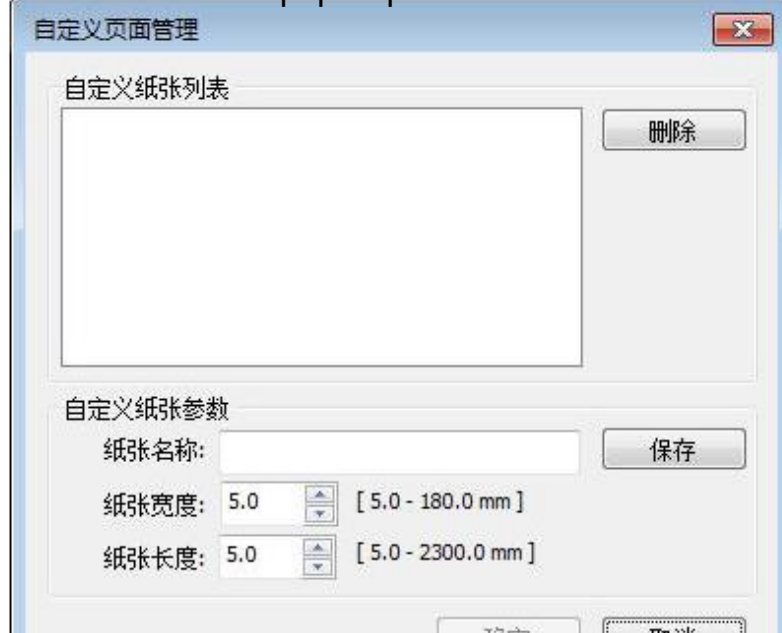 自定义页面管理
自定义纸张列表
删除
自定义纸张参数
纸张名称:
保存
纸张宽度: 5.0 [ 5.0 - 180.0 mm ]
纸张长度: 5.0 [ 5.0 - 2300.0 mm ]